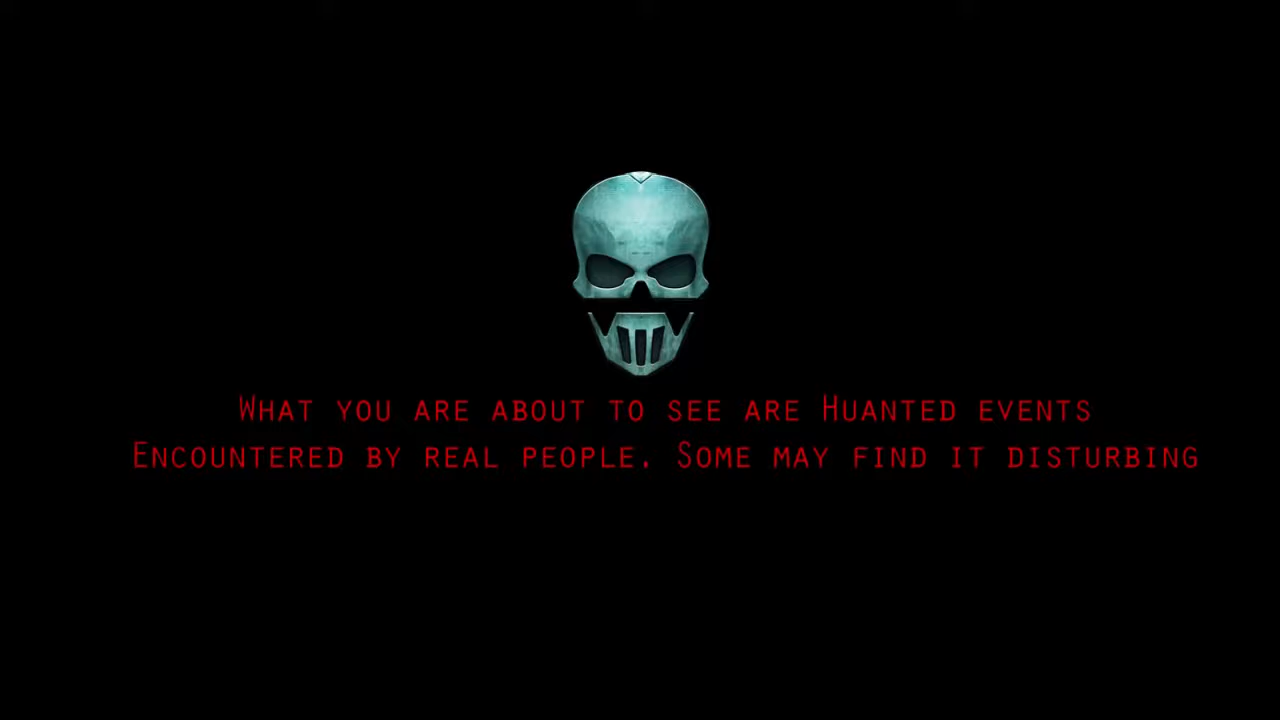 What you are about to see are Huanted events
Encountered by real people. Some may find it disturbing